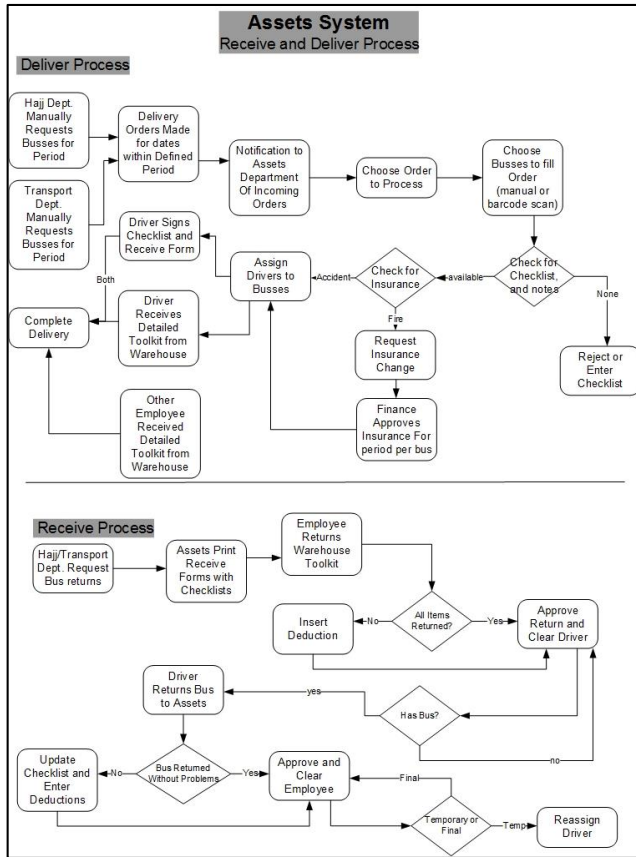 Assets System
Receive and Deliver Process
Deliver Process
Hajj Dept.
Manually
Requests
Busses for
Period
Delivery
Orders Made
for dates
within Defined
Period
Notification to
Assets
Department
Of Incoming
Orders
Choose Order
to Process
Choose
Busses to fill
Order
(manual or
barcode scan)
Transport
Dept.
Manually
Requests
Busses for
Period
Driver Signs
Checklist and
Receive Form
Both
Assign
Drivers to
Busses
Accident
Check for
Insurance
available
Check for
Checklist,
and notes
None
Complete
Delivery
Driver
Receives
Detailed
Toolkit from
Warehouse
Fire
Request
Insurance
Change
Reject or
Enter
Checklist
Other
Employee
Received
Detailed
Toolkit from
Warehouse
Finance
Approves
Insurance For
period per bus
Receive Process
Hajj/Transport
Dept. Request
Bus returns
Assets Print
Receive
Forms with
Checklists
Employee
Returns
Warehouse
Toolkit
Insert
Deduction
No
All Items
Returned?
Yes
Approve
Return and
Clear Driver
Driver
Returns Bus
to Assets
yes
Has Bus?
no
Update
Checklist and
Enter
Deductions
No
Bus Returned
Without Problems
Yes
Approve and
Clear
Employee
Final
Temporary or
Final
Temp
Reassign
Driver